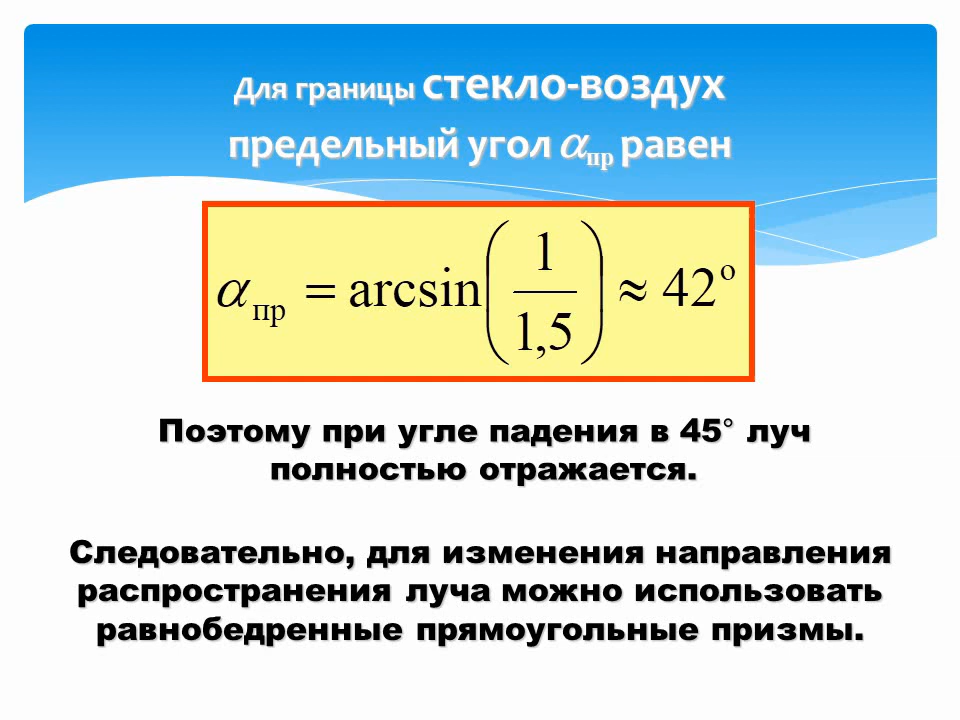 Для границы стекло-воздух
предельный угол αпр равен
αпр = arcsin(1/1,5) ≈ 42°
Поэтому при угле падения в 45° луч
полностью отражается.
Следовательно, для изменения направления
распространения луча можно использовать
равнобедренные прямоугольные призмы.